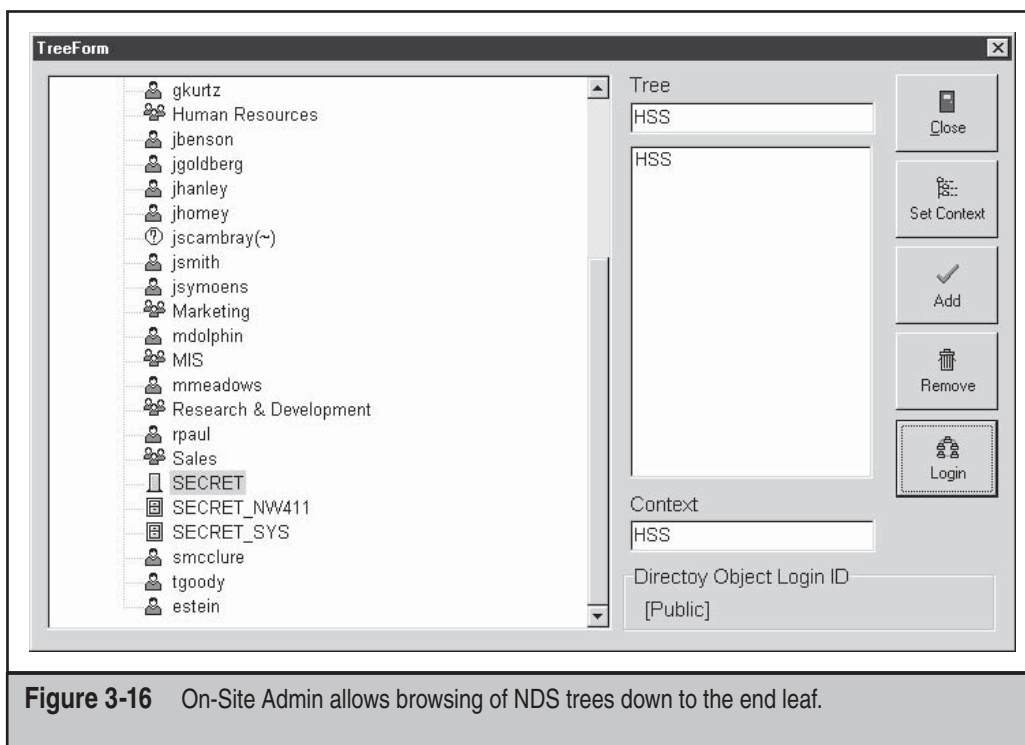 TreeForm
gkurtz
Human Resources
jbenson
jgoldberg
jhanley
jhomey
jscambray(~)
jsmith
jsymoens
Marketing
mdolphin
MIS
mmeadows
Research & Development
rpaul
Sales
SECRET
SECRET_NW411
SECRET_SYS
smcclure
tgoody
estein
Tree
HSS
HSS
Context
HSS
Directoy Object Login ID
[Public]
Close
Set Context
Add
Remove
Login
Figure 3-16 On-Site Admin allows browsing of NDS trees down to the end leaf.